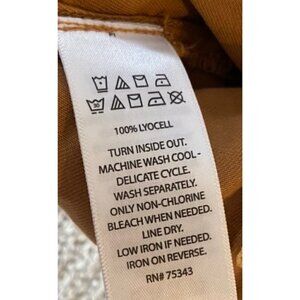 100% LYOCELL
TURN INSIDE OUT.
MACHINE WASH COOL -
DELICATE CYCLE.
WASH SEPARATELY.
ONLY NON-CHLORINE
BLEACH WHEN NEEDED.
LINE DRY.
LOW IRON IF NEEDED.
IRON ON REVERSE.
RN# 75343